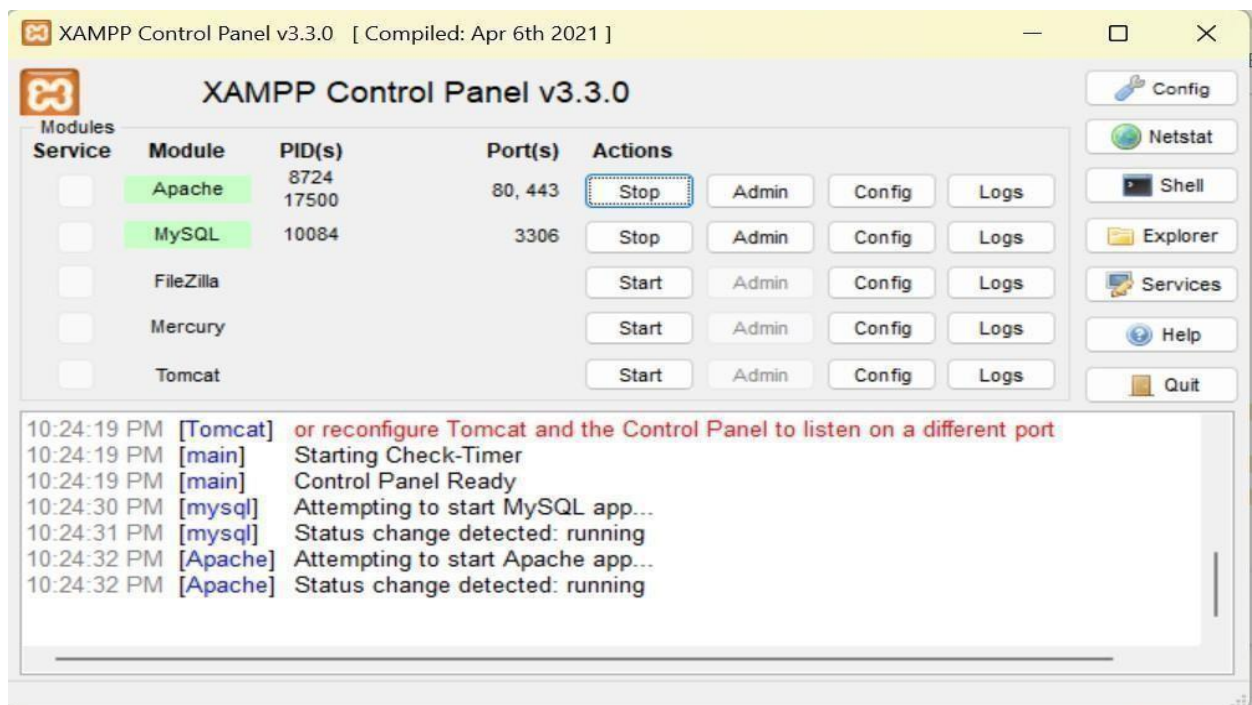 XAMPP Control Panel v3.3.0 [ Compiled: Apr 6th 2021 ]
XAMPP Control Panel v3.3.0
Config
Modules
Service Module PID(s) Port(s) Actions
Netstat
Apache 8724 17500 80, 443 Stop Admin Config Logs
Shell
MySQL 10084 3306 Stop Admin Config Logs
Explorer
FileZilla Start Admin Config Logs
Services
Mercury Start Admin Config Logs
Help
Tomcat Start Admin Config Logs
Quit
10:24:19 PM [Tomcat] or reconfigure Tomcat and the Control Panel to listen on a different port
10:24:19 PM [main] Starting Check-Timer
10:24:19 PM [main] Control Panel Ready
10:24:30 PM [mysql] Attempting to start MySQL app...
10:24:31 PM [mysql] Status change detected: running
10:24:32 PM [Apache] Attempting to start Apache app...
10:24:32 PM [Apache] Status change detected: running